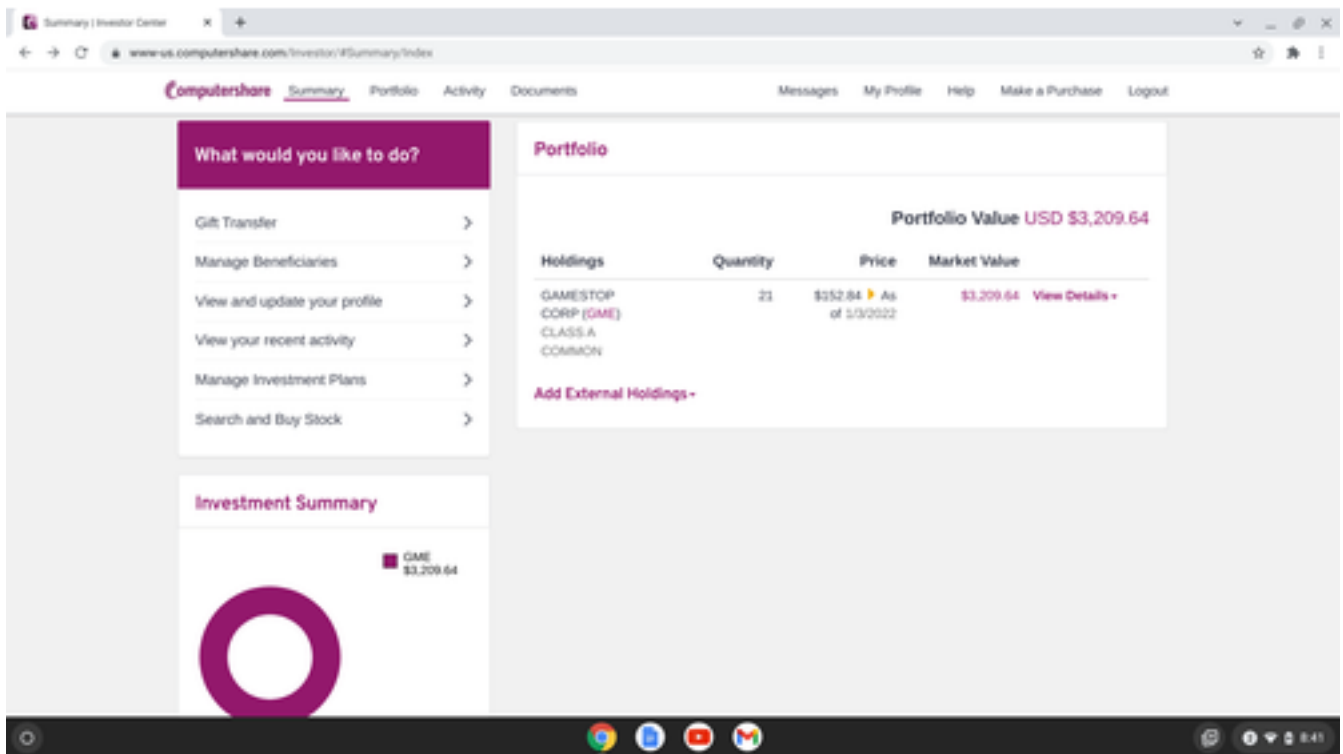 Summary | Investor Center
www-us.computershare.com/Investor/#Summary/Index
Computershare Summary Portfolio Activity Documents Messages My Profile Help Make a Purchase Logout
What would you like to do?
Gift Transfer
Manage Beneficiaries
View and update your profile
View your recent activity
Manage Investment Plans
Search and Buy Stock
Portfolio
Portfolio Value USD $3,209.64
Holdings Quantity Price Market Value
GAMESTOP 21 $152.84 As $3,209.64 View Details
CORP (GME) of 1/3/2022
CLASS A
COMMON
Add External Holdings
Investment Summary
GME
$3,209.64
8:41